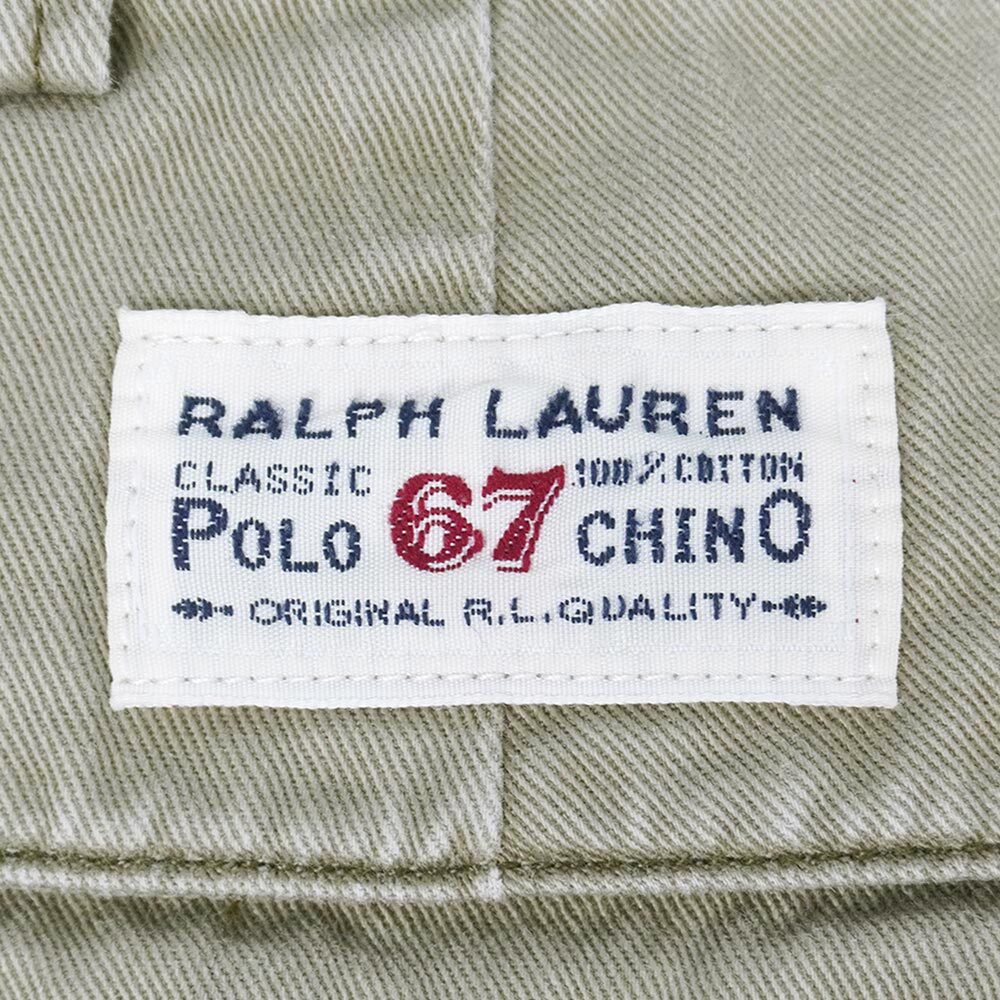 RALPH LAUREN
CLASSIC 67 100% COTTON
POLO CHINO
ORIGINAL R.L. QUALITY